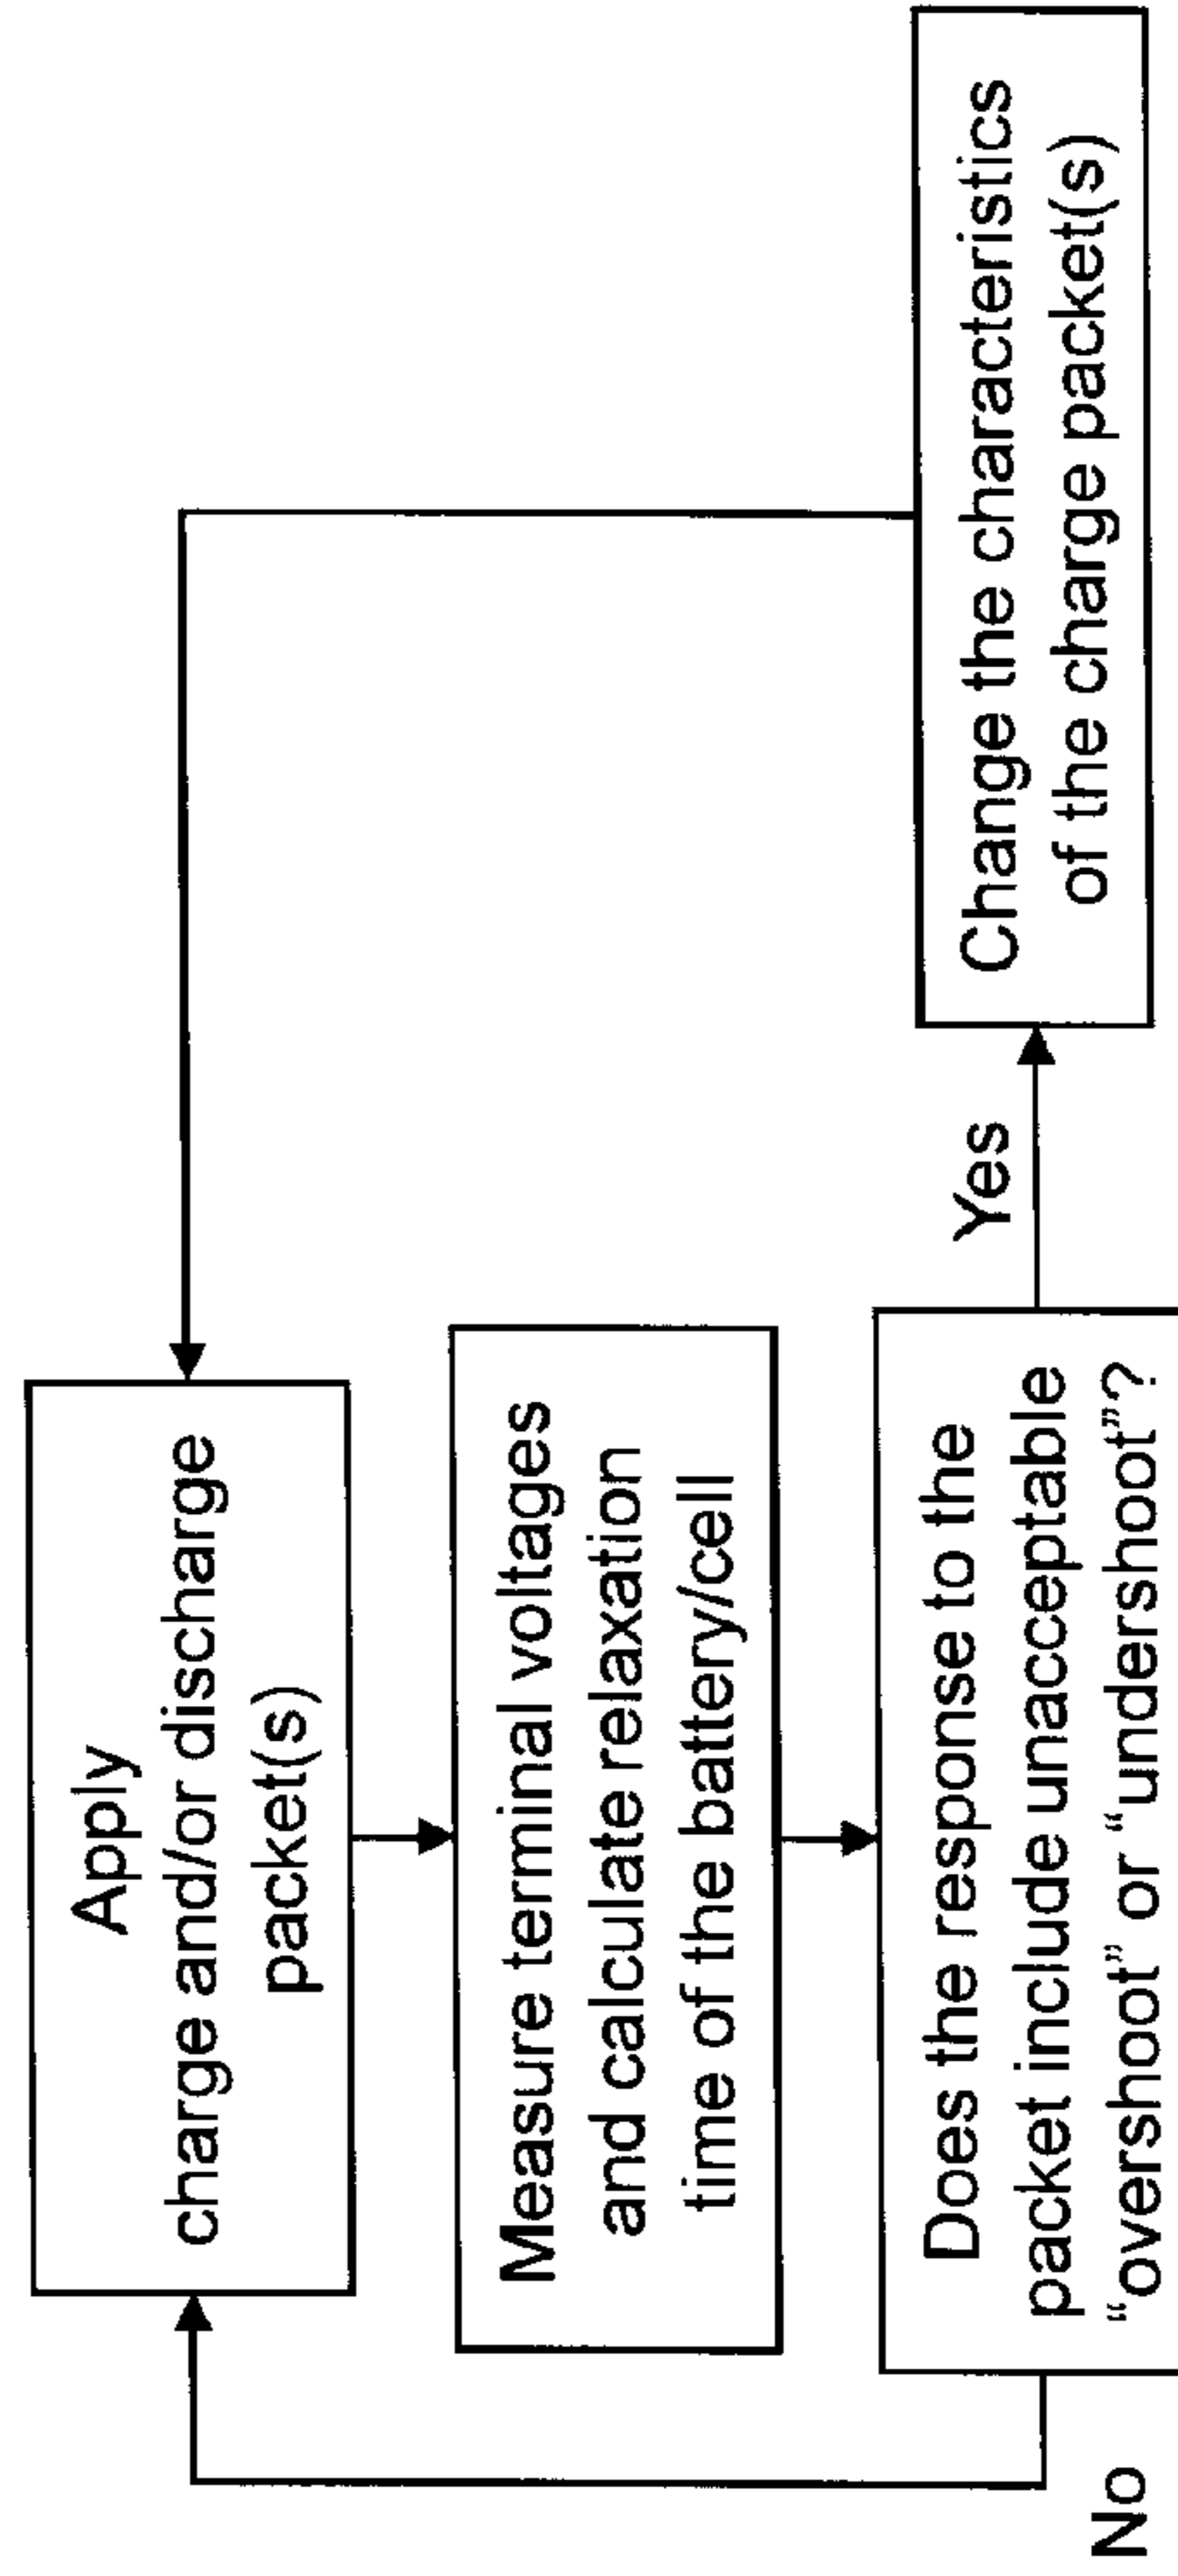 Apply
charge and/or discharge
packet(s)
Measure terminal voltages
and calculate relaxation
time of the battery/cell
Does the response to the
packet include unacceptable
“overshoot” or “undershoot”?
No
Yes
Change the characteristics
of the charge packet(s)